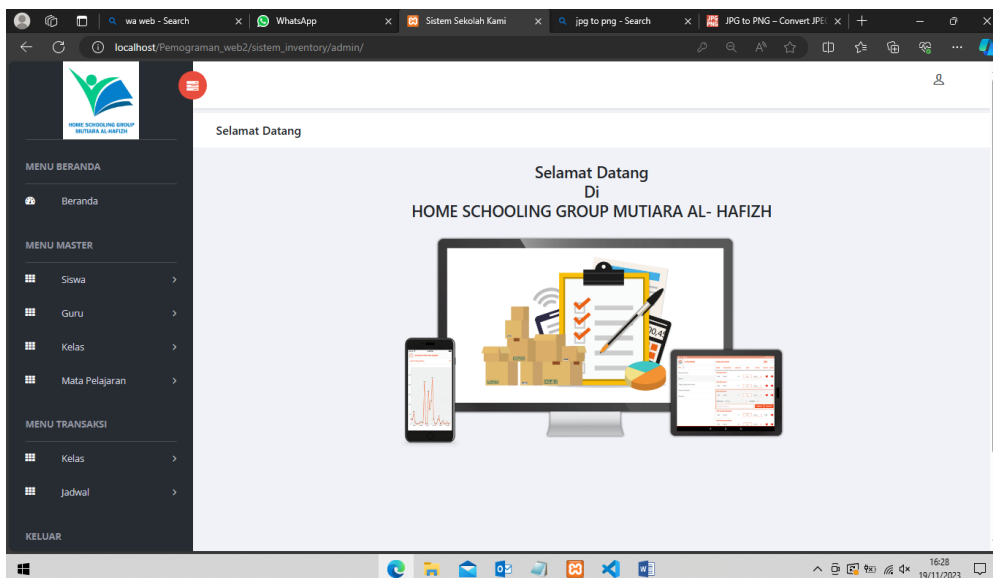 wa web - Search
WhatsApp
Sistem Sekolah Kami
jpg to png - Search
JPG to PNG – Convert JPE
localhost/Pemograman_web2/sistem_inventory/admin/
HOME SCHOOLING GROUP
MUTIARA AL-HAFIZH
Selamat Datang
MENU BERANDA
Beranda
MENU MASTER
Siswa
Guru
Kelas
Mata Pelajaran
MENU TRANSAKSI
Kelas
Jadwal
KELUAR
Selamat Datang
Di
HOME SCHOOLING GROUP MUTIARA AL- HAFIZH
16:28
19/11/2023